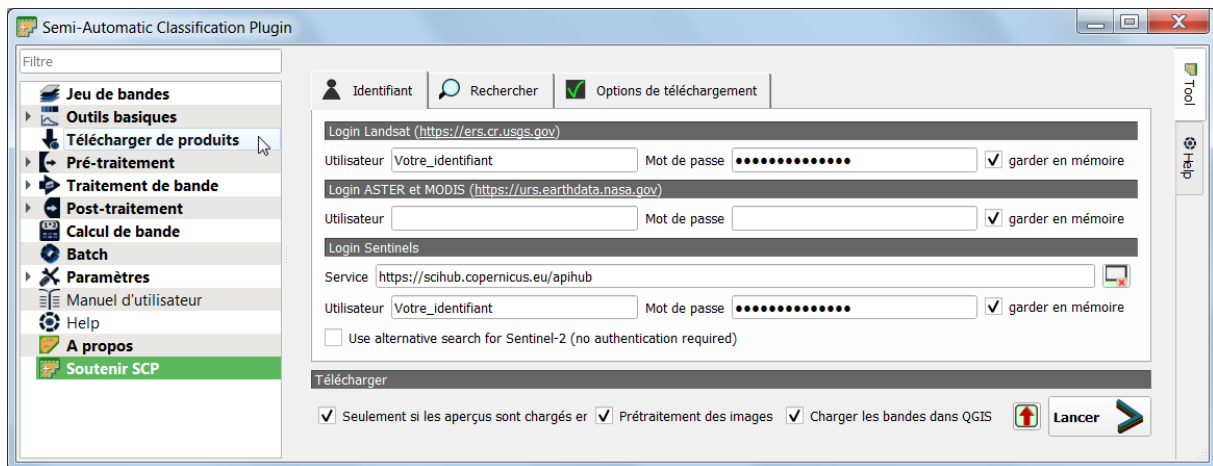 Semi-Automatic Classification Plugin
Filtre
Jeu de bandes
Outils basiques
Télécharger de produits
Pré-traitement
Traitement de bande
Post-traitement
Calcul de bande
Batch
Paramètres
Manuel d'utilisateur
Help
A propos
Soutenir SCP
Identifiant Rechercher Options de téléchargement
Login Landsat (https://ers.cr.usgs.gov)
Utilisateur Votre_identifiant Mot de passe ●●●●●●●●●●●●●● garder en mémoire
Login ASTER et MODIS (https://urs.earthdata.nasa.gov)
Utilisateur Mot de passe garder en mémoire
Login Sentinels
Service https://scihub.copernicus.eu/apihub
Utilisateur Votre_identifiant Mot de passe ●●●●●●●●●●●●●● garder en mémoire
Use alternative search for Sentinel-2 (no authentication required)
Télécharger
Seulement si les aperçus sont chargés er Prétraitement des images Charger les bandes dans QGIS Lancer
Tool
Help